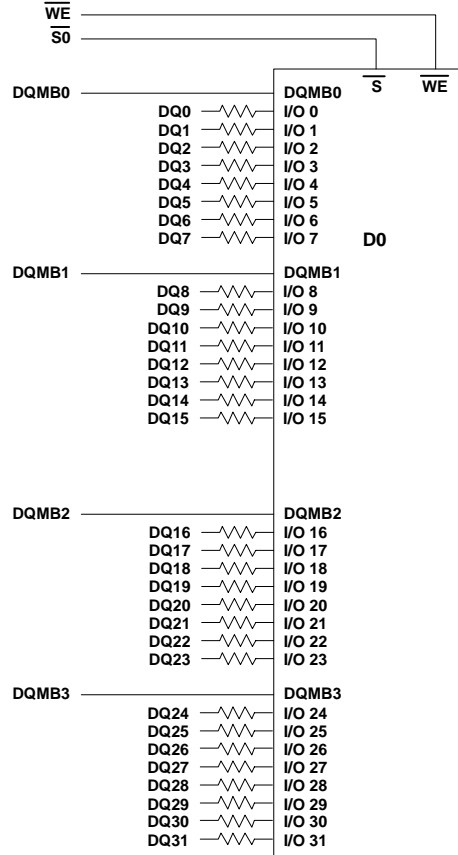 WE
S0
S WE
DQMB0 DQMB0
DQ0 I/O 0
DQ1 I/O 1
DQ2 I/O 2
DQ3 I/O 3
DQ4 I/O 4
DQ5 I/O 5
DQ6 I/O 6
DQ7 I/O 7 D0
DQMB1 DQMB1
DQ8 I/O 8
DQ9 I/O 9
DQ10 I/O 10
DQ11 I/O 11
DQ12 I/O 12
DQ13 I/O 13
DQ14 I/O 14
DQ15 I/O 15
DQMB2 DQMB2
DQ16 I/O 16
DQ17 I/O 17
DQ18 I/O 18
DQ19 I/O 19
DQ20 I/O 20
DQ21 I/O 21
DQ22 I/O 22
DQ23 I/O 23
DQMB3 DQMB3
DQ24 I/O 24
DQ25 I/O 25
DQ26 I/O 26
DQ27 I/O 27
DQ28 I/O 28
DQ29 I/O 29
DQ30 I/O 30
DQ31 I/O 31